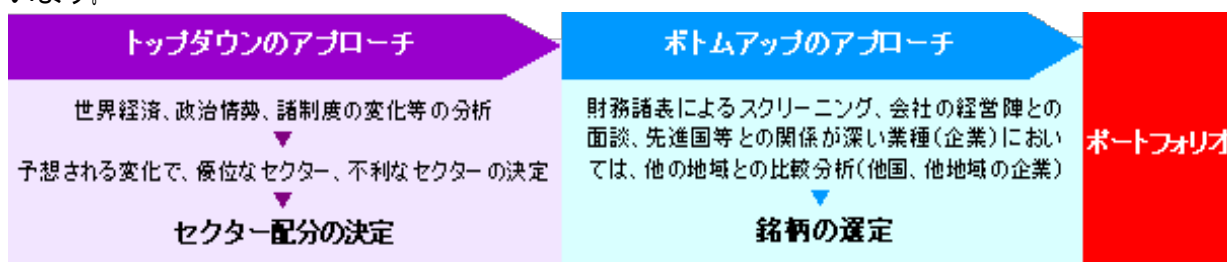 います。
トップダウンのアプローチ
世界経済、政治情勢、諸制度の変化等の分析
▼
予想される変化で、優位なセクター、不利なセクターの決定
▼
セクター配分の決定
ボトムアップのアプローチ
財務諸表によるスクリーニング、会社の経営陣との
面談、先進国等との関係が深い業種(企業)におい
ては、他の地域との比較分析(他国、他地域の企業)
▼
銘柄の選定
ポートフォリオ